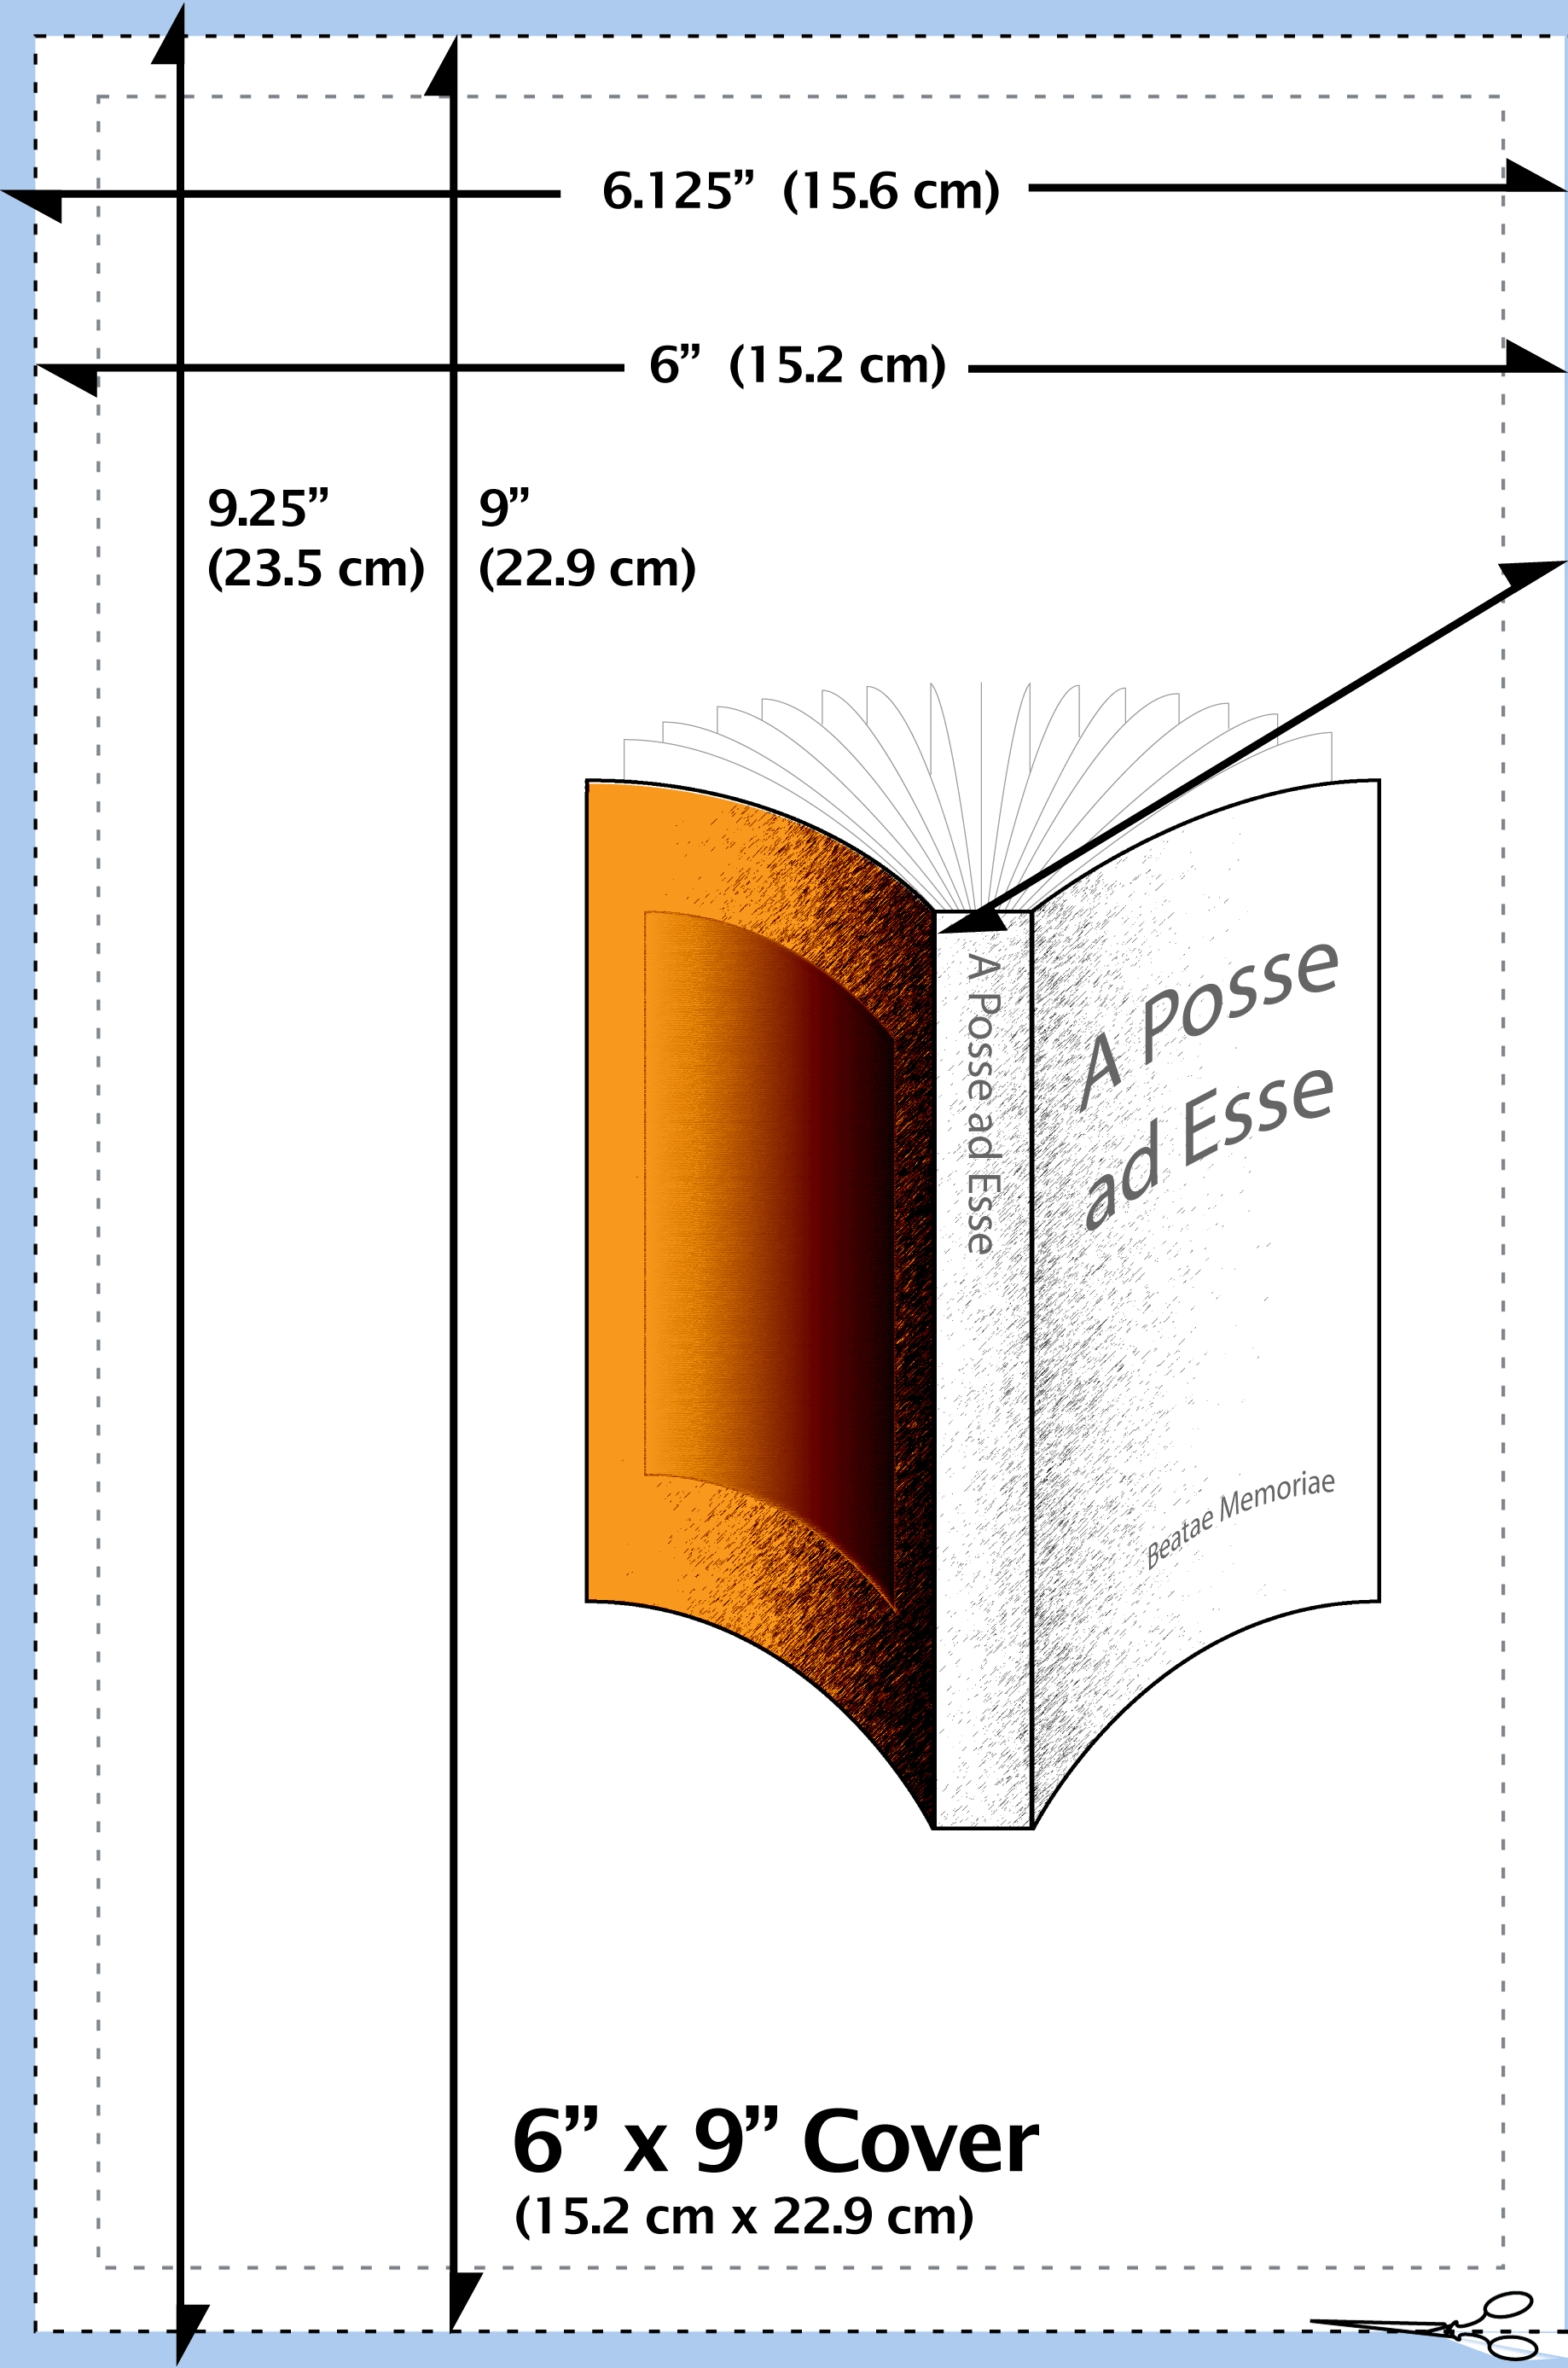 6.125” (15.6 cm)
6” (15.2 cm)
9.25”
(23.5 cm)
9”
(22.9 cm)
A Posse ad Esse
A Posse
ad Esse
Beatae Memoriae
6” x 9” Cover
(15.2 cm x 22.9 cm)